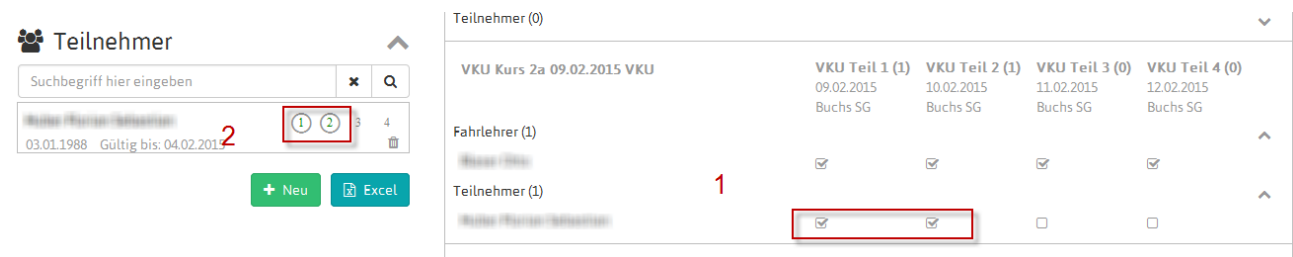 Teilnehmer
Suchbegriff hier eingeben
1 2 3 4
03.01.1988 Gültig bis: 04.02.2015
2
Neu Excel
Teilnehmer (0)
VKU Kurs 2a 09.02.2015 VKU
VKU Teil 1 (1) VKU Teil 2 (1) VKU Teil 3 (0) VKU Teil 4 (0)
09.02.2015 10.02.2015 11.02.2015 12.02.2015
Buchs SG Buchs SG Buchs SG Buchs SG
Fahrlehrer (1)
Teilnehmer (1)
1